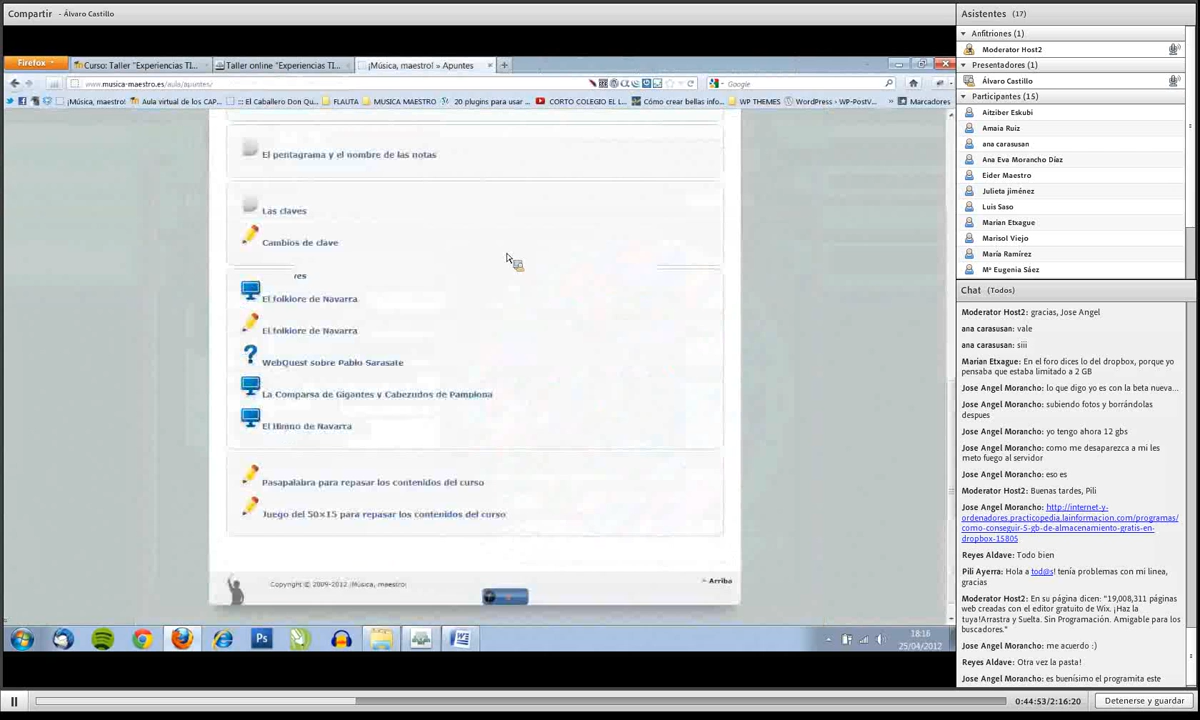 Compartir - Álvaro Castillo
Firefox
Curso: Taller "Experiencias TI...
Taller online "Experiencias TI...
¡Música, maestro! » Apuntes
www.musica-maestro.es/aula/apuntes/
Google
¡Música, maestro!
Aula virtual de los CAP...
:: El Caballero Don Qu...
FLAUTA
MUSICA MAESTRO
20 plugins para usar ...
CORTO COLEGIO EL L...
Cómo crear bellas info...
WP THEMES
WordPress › WP-PostV...
Marcadores
El pentagrama y el nombre de las notas
Las claves
Cambios de clave
res
El folklore de Navarra
El folklore de Navarra
WebQuest sobre Pablo Sarasate
La Comparsa de Gigantes y Cabezudos de Pamplona
El Himno de Navarra
Pasapalabra para repasar los contenidos del curso
Juego del 50x15 para repasar los contenidos del curso
Copyright © 2009-2012 ¡Música, maestro!
Arriba
18:16
25/04/2012
Asistentes (17)
Anfitriones (1)
Moderator Host2
Presentadores (1)
Álvaro Castillo
Participantes (15)
Aitziber Eskubi
Amaia Ruiz
ana carasusan
Ana Eva Morancho Díaz
Eider Maestro
Julieta jiménez
Luis Saso
Marian Etxague
Marisol Viejo
María Ramírez
Mª Eugenia Sáez
Chat (Todos)
Moderator Host2: gracias, Jose Angel
ana carasusan: vale
ana carasusan: siii
Marian Etxague: En el foro dices lo del dropbox, porque yo
pensaba que estaba limitado a 2 GB
Jose Angel Morancho: lo que digo yo es con la beta nueva...
Jose Angel Morancho: subiendo fotos y borrándolas
despues
Jose Angel Morancho: yo tengo ahora 12 gbs
Jose Angel Morancho: como me desaparezca a mi les
meto fuego al servidor
Jose Angel Morancho: eso es
Moderator Host2: Buenas tardes, Pili
Jose Angel Morancho: http://internet-y-
ordenadores.practicopedia.lainformacion.com/programas/
como-conseguir-5-gb-de-almacenamiento-gratis-en-
dropbox-15805
Reyes Aldave: Todo bien
Pili Ayerra: Hola a tod@s! tenía problemas con mi linea,
gracias
Moderator Host2: En su página dicen: "19,008,311 páginas
web creadas con el editor gratuito de Wix. ¡Haz la
tuya!Arrastra y Suelta. Sin Programación. Amigable para los
buscadores."
Jose Angel Morancho: me acuerdo :)
Reyes Aldave: Otra vez la pasta!
Jose Angel Morancho: es buenísimo el programita este
0:44:53/2:16:20
Detenerse y guardar